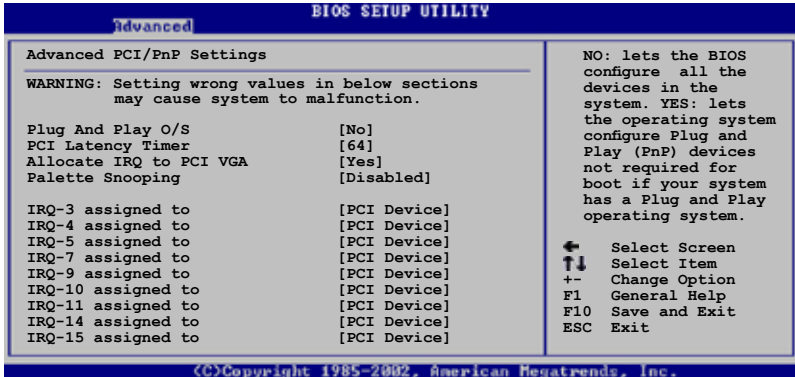 BIOS SETUP UTILITY
Advanced
Advanced PCI/PnP Settings
WARNING: Setting wrong values in below sections
may cause system to malfunction.
Plug And Play O/S [No]
PCI Latency Timer [64]
Allocate IRQ to PCI VGA [Yes]
Palette Snooping [Disabled]
IRQ-3 assigned to [PCI Device]
IRQ-4 assigned to [PCI Device]
IRQ-5 assigned to [PCI Device]
IRQ-7 assigned to [PCI Device]
IRQ-9 assigned to [PCI Device]
IRQ-10 assigned to [PCI Device]
IRQ-11 assigned to [PCI Device]
IRQ-14 assigned to [PCI Device]
IRQ-15 assigned to [PCI Device]
NO: lets the BIOS
configure all the
devices in the
system. YES: lets
the operating system
configure Plug and
Play (PnP) devices
not required for
boot if your system
has a Plug and Play
operating system.
← Select Screen
↑↓ Select Item
+- Change Option
F1 General Help
F10 Save and Exit
ESC Exit
(C)Copyright 1985-2002, American Megatrends, Inc.